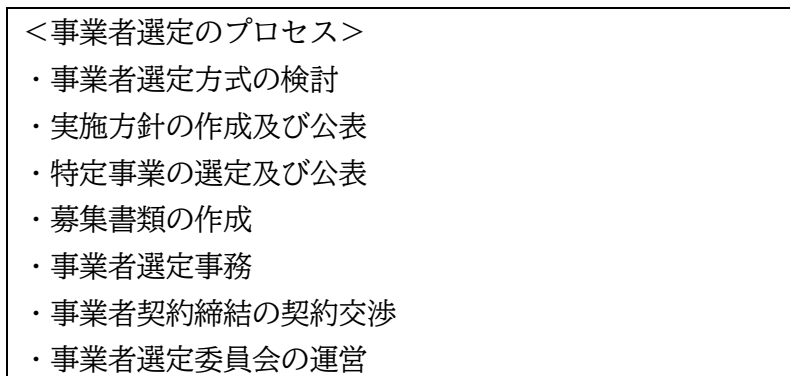 ＜事業者選定のプロセス＞
・事業者選定方式の検討
・実施方針の作成及び公表
・特定事業の選定及び公表
・募集書類の作成
・事業者選定事務
・事業者契約締結の契約交渉
・事業者選定委員会の運営